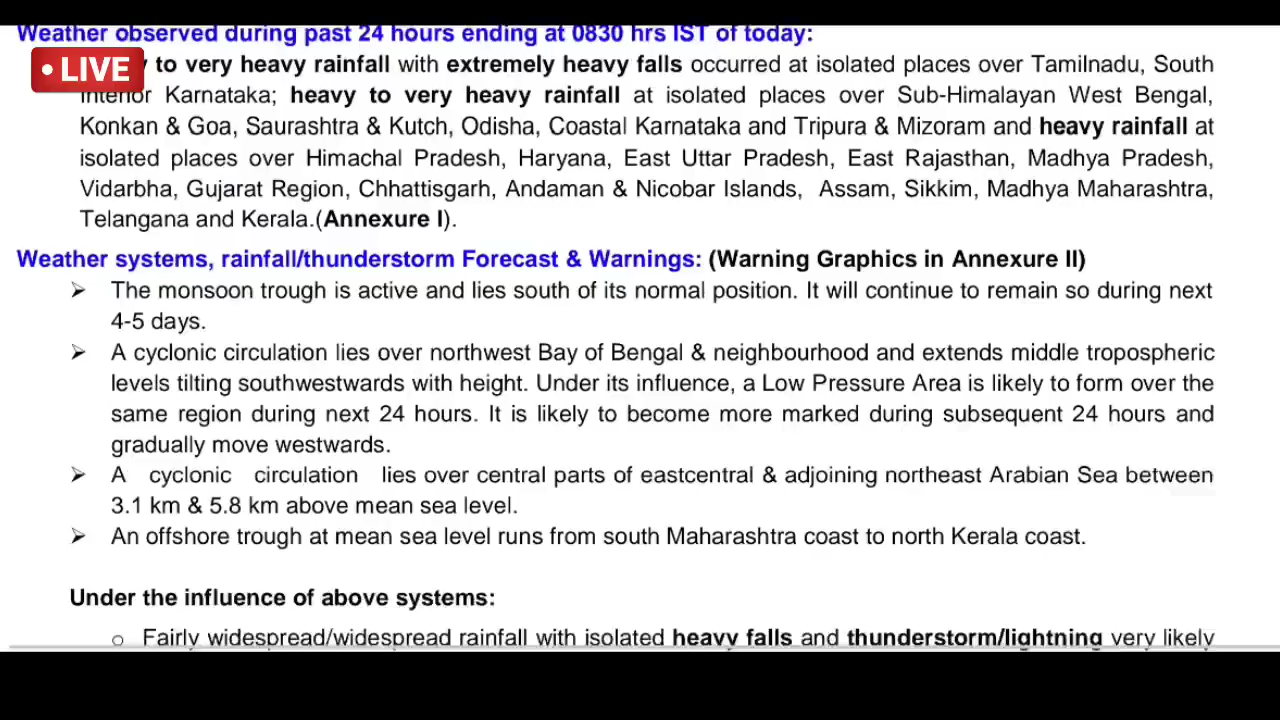 Weather observed during past 24 hours ending at 0830 hrs IST of today:
• LIVE
y to very heavy rainfall with extremely heavy falls occurred at isolated places over Tamilnadu, South
Interior Karnataka; heavy to very heavy rainfall at isolated places over Sub-Himalayan West Bengal,
Konkan & Goa, Saurashtra & Kutch, Odisha, Coastal Karnataka and Tripura & Mizoram and heavy rainfall at
isolated places over Himachal Pradesh, Haryana, East Uttar Pradesh, East Rajasthan, Madhya Pradesh,
Vidarbha, Gujarat Region, Chhattisgarh, Andaman & Nicobar Islands, Assam, Sikkim, Madhya Maharashtra,
Telangana and Kerala.(Annexure I).
Weather systems, rainfall/thunderstorm Forecast & Warnings: (Warning Graphics in Annexure II)
➢ The monsoon trough is active and lies south of its normal position. It will continue to remain so during next
4-5 days.
➢ A cyclonic circulation lies over northwest Bay of Bengal & neighbourhood and extends middle tropospheric
levels tilting southwestwards with height. Under its influence, a Low Pressure Area is likely to form over the
same region during next 24 hours. It is likely to become more marked during subsequent 24 hours and
gradually move westwards.
➢ A cyclonic circulation lies over central parts of eastcentral & adjoining northeast Arabian Sea between
3.1 km & 5.8 km above mean sea level.
➢ An offshore trough at mean sea level runs from south Maharashtra coast to north Kerala coast.
Under the influence of above systems:
○ Fairly widespread/widespread rainfall with isolated heavy falls and thunderstorm/lightning very likely